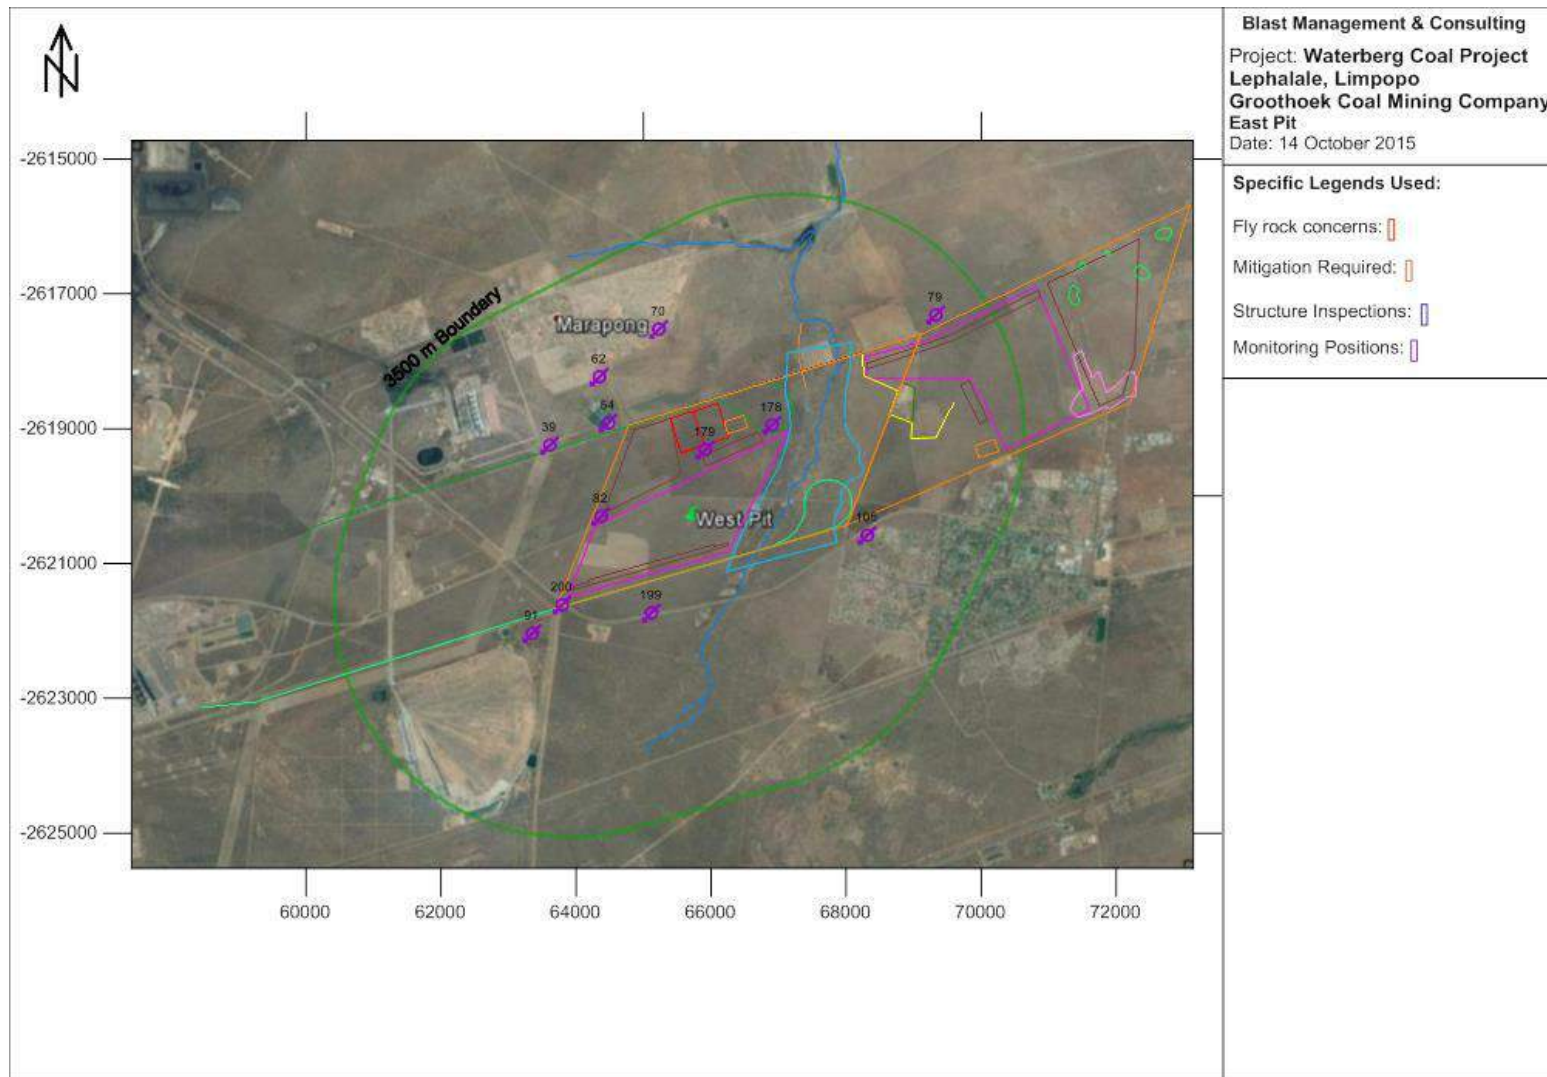 Blast Management & Consulting
Project: Waterberg Coal Project
Lephalale, Limpopo
Groothoek Coal Mining Company
East Pit
Date: 14 October 2015
Specific Legends Used:
Fly rock concerns:
Mitigation Required:
Structure Inspections:
Monitoring Positions:
N
-2615000
-2617000
-2619000
-2621000
-2623000
-2625000
60000
62000
64000
66000
68000
70000
72000
3500 m Boundary
Marapong
70
79
62
54
39
178
179
82
West Pit
106
200
199
91